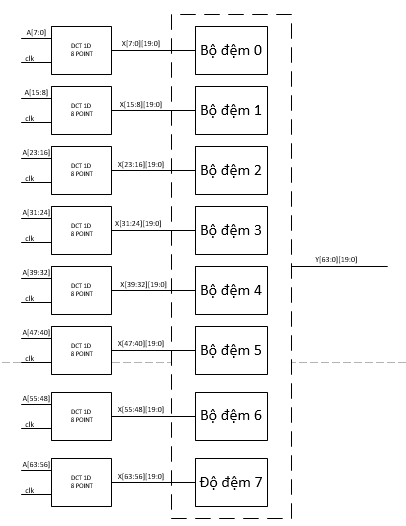 A[7:0]
clk
DCT 1D
8 POINT
X[7:0][19:0]
Bộ đệm 0
A[15:8]
clk
DCT 1D
8 POINT
X[15:8][19:0]
Bộ đệm 1
A[23:16]
clk
DCT 1D
8 POINT
X[23:16][19:0]
Bộ đệm 2
A[31:24]
clk
DCT 1D
8 POINT
X[31:24][19:0]
Bộ đệm 3
Y[63:0][19:0]
A[39:32]
clk
DCT 1D
8 POINT
X[39:32][19:0]
Bộ đệm 4
A[47:40]
clk
DCT 1D
8 POINT
X[47:40][19:0]
Bộ đệm 5
A[55:48]
clk
DCT 1D
8 POINT
X[55:48][19:0]
Bộ đệm 6
A[63:56]
clk
DCT 1D
8 POINT
X[63:56][19:0]
Độ đệm 7